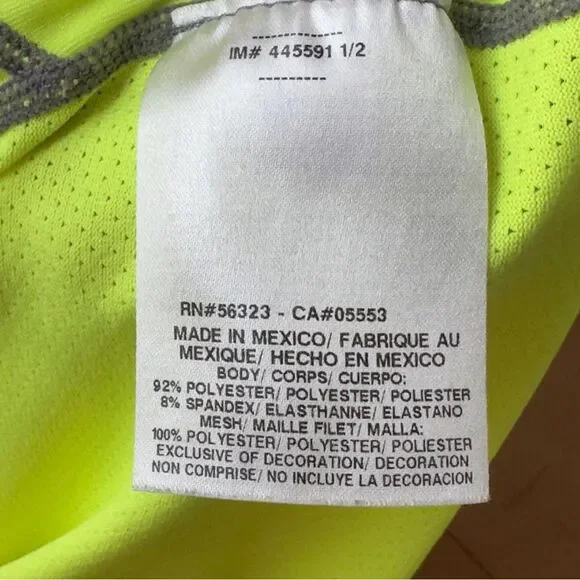 IM# 445591 1/2
RN#56323 - CA#05553
MADE IN MEXICO/ FABRIQUE AU
MEXIQUE/ HECHO EN MEXICO
BODY/ CORPS/ CUERPO:
92% POLYESTER/ POLYESTER/ POLIESTER
8% SPANDEX/ ELASTHANNE/ ELASTANO
MESH/ MAILLE FILET/ MALLA:
100% POLYESTER/ POLYESTER/ POLIESTER
EXCLUSIVE OF DECORATION/ DECORATION
NON COMPRISE/ NO INCLUYE LA DECORACION